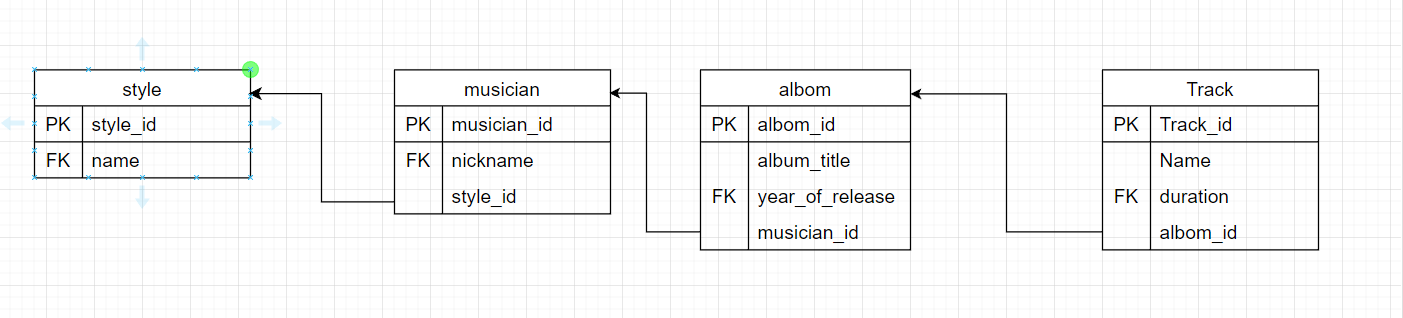 style
PK style_id
FK name
musician
PK musician_id
FK nickname
style_id
albom
PK albom_id
album_title
FK year_of_release
musician_id
Track
PK Track_id
Name
FK duration
albom_id